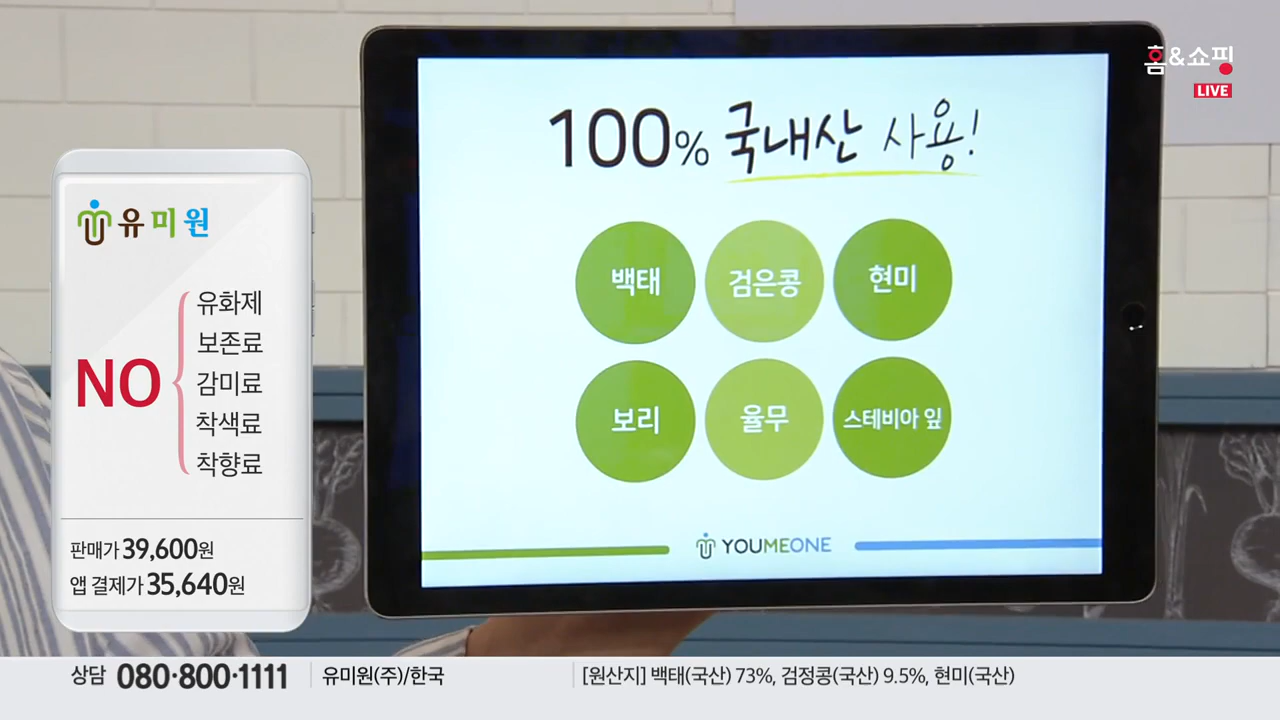 홈&쇼핑
LIVE
100% 국내산 사용!
백태
검은콩
현미
보리
율무
스테비아 잎
YOUMEONE
유미원
NO
유화제
보존료
감미료
착색료
착향료
판매가 39,600원
앱 결제가 35,640원
상담 080·800·1111
유미원(주)/한국
[원산지] 백태(국산) 73%, 검정콩(국산) 9.5%, 현미(국산)